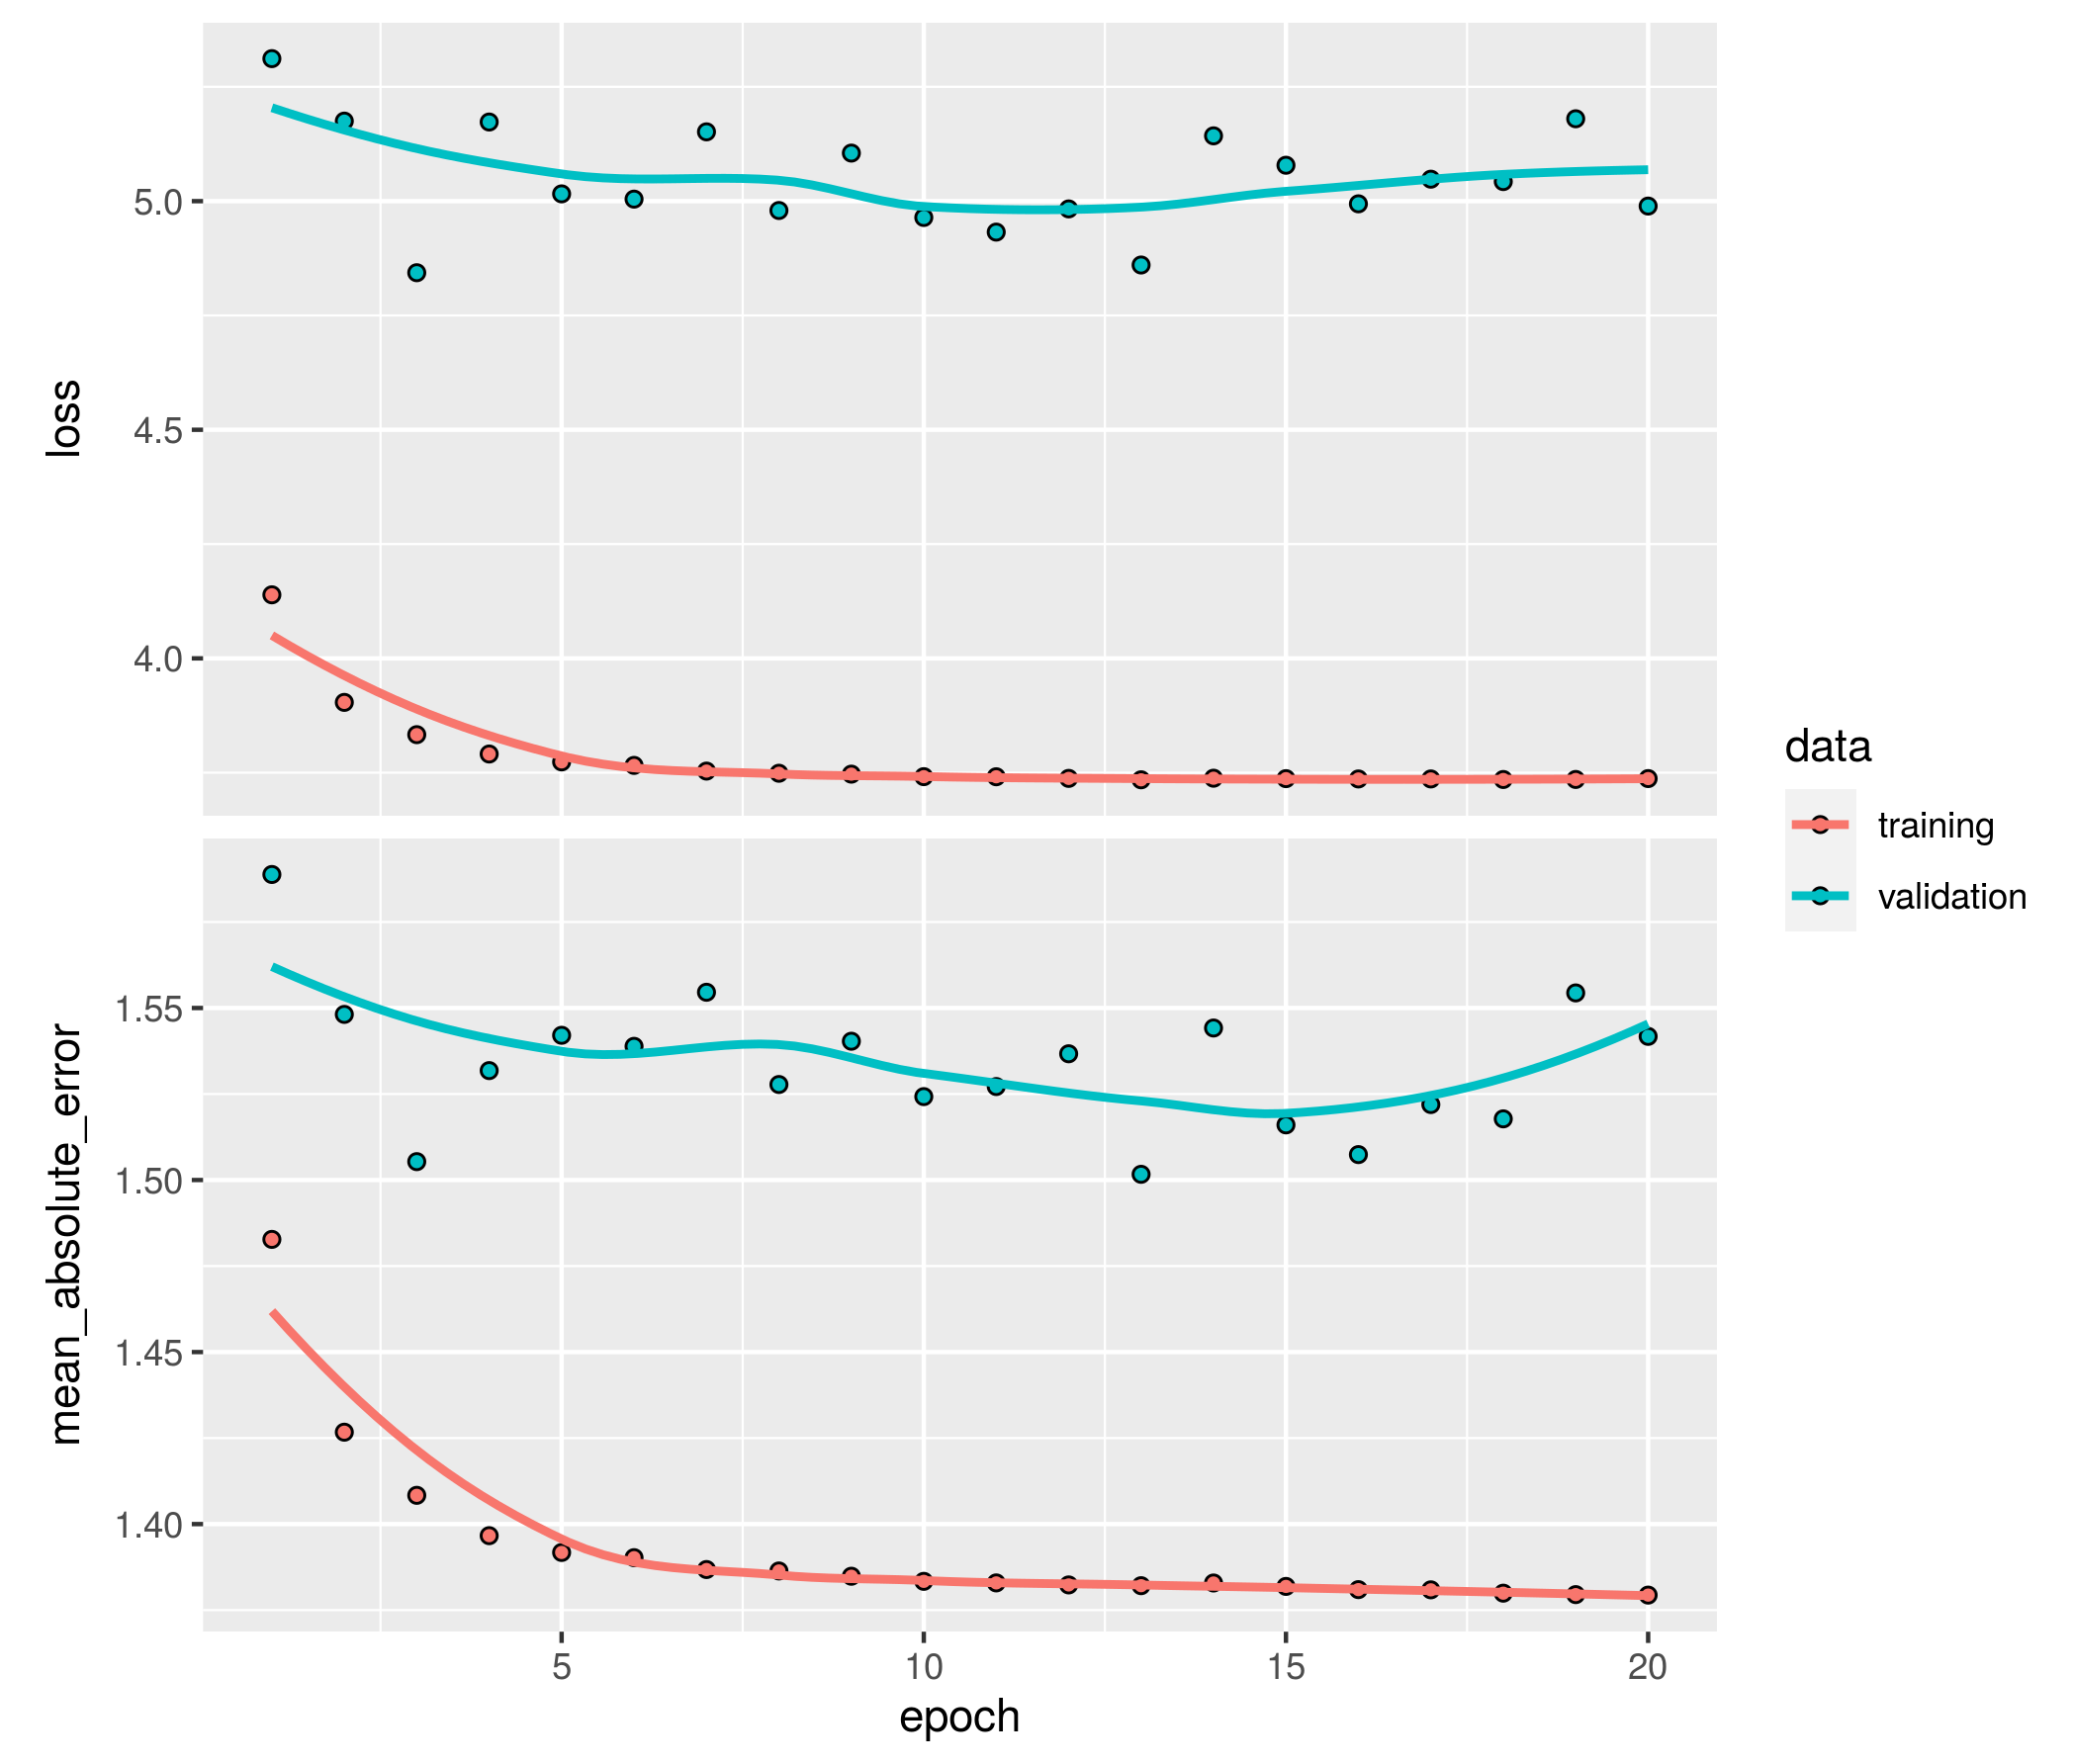 loss
5.0
4.5
4.0
mean_absolute_error
1.55
1.50
1.45
1.40
5 10 15 20
epoch
data
training
validation